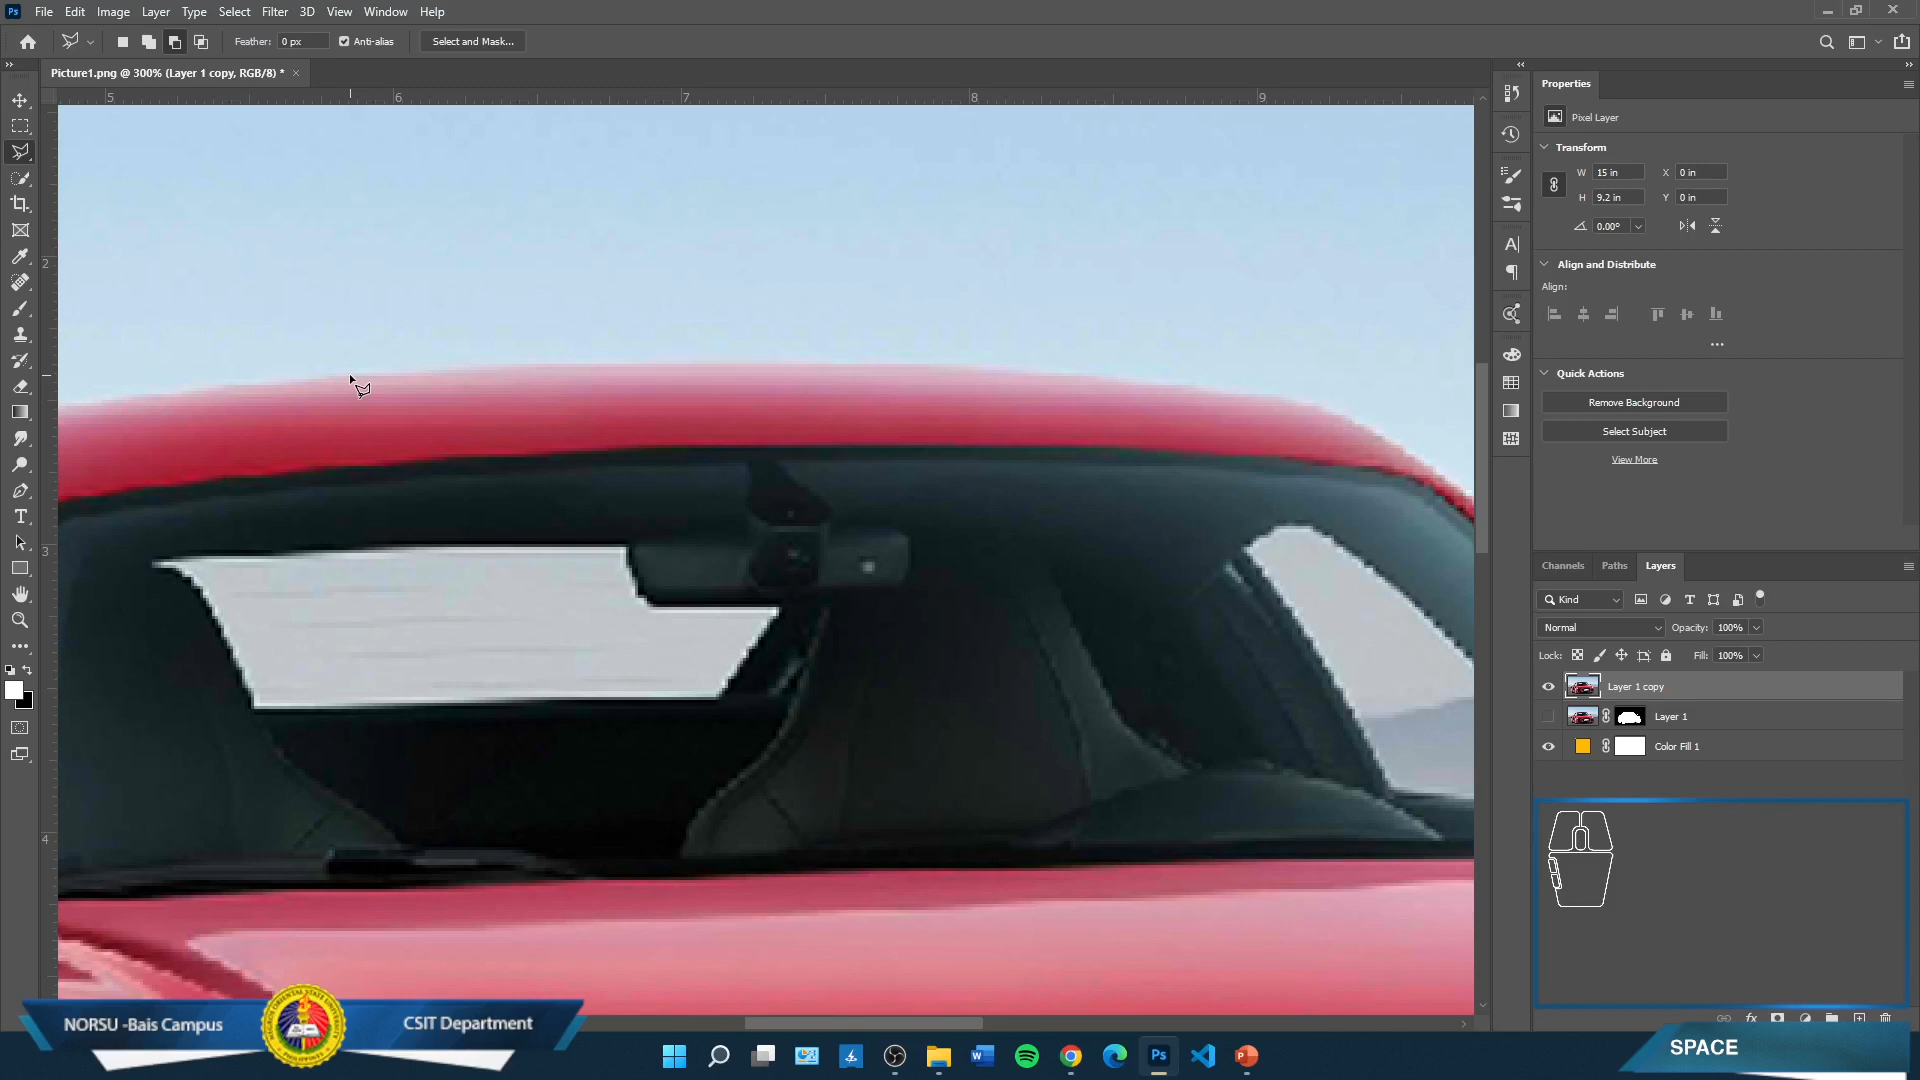 Ps File Edit Image Layer Type Select Filter 3D View Window Help
Feather: 0 px Anti-alias Select and Mask...
Picture1.png @ 300% (Layer 1 copy, RGB/8) * ×
5 6 7 8 9
2
3
4
Properties
Pixel Layer
Transform
W 15 in X 0 in
H 9.2 in Y 0 in
0.00°
Align and Distribute
Align:
...
Quick Actions
Remove Background
Select Subject
View More
Channels Paths Layers
Kind
Normal Opacity: 100%
Lock: Fill: 100%
Layer 1 copy
Layer 1
Color Fill 1
fx
NORSU -Bais Campus
CSIT Department
SPACE